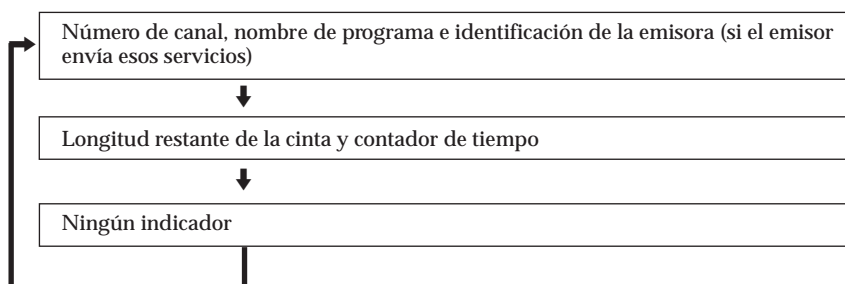 Número de canal, nombre de programa e identificación de la emisora (si el emisor
envía esos servicios)
Longitud restante de la cinta y contador de tiempo
Ningún indicador